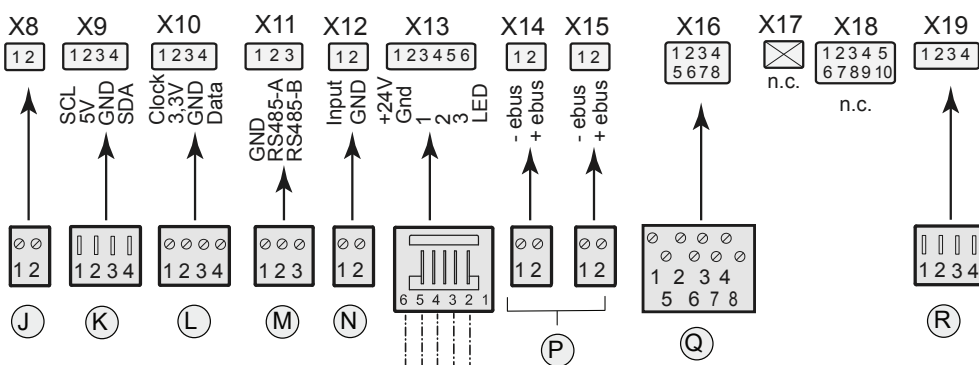 X8 X9 X10 X11 X12 X13 X14 X15 X16 X17 X18 X19
1 2
1 2 3 4
1 2 3 4
1 2 3
1 2
1 2 3 4 5 6
1 2
1 2
1 2 3 4
5 6 7 8
n.c.
1 2 3 4 5
6 7 8 9 10
n.c.
1 2 3 4
SCL
5V
GND
SDA
Clock
3,3V
GND
Data
GND
RS485-A
RS485-B
Input
GND
+24V
Gnd
1
2
3
LED
- ebus
+ ebus
- ebus
+ ebus
1 2
1 2 3 4
1 2 3 4
1 2 3
1 2
6 5 4 3 2 1
1 2
1 2
1 2 3 4
5 6 7 8
1 2 3 4
J K L M N P Q R